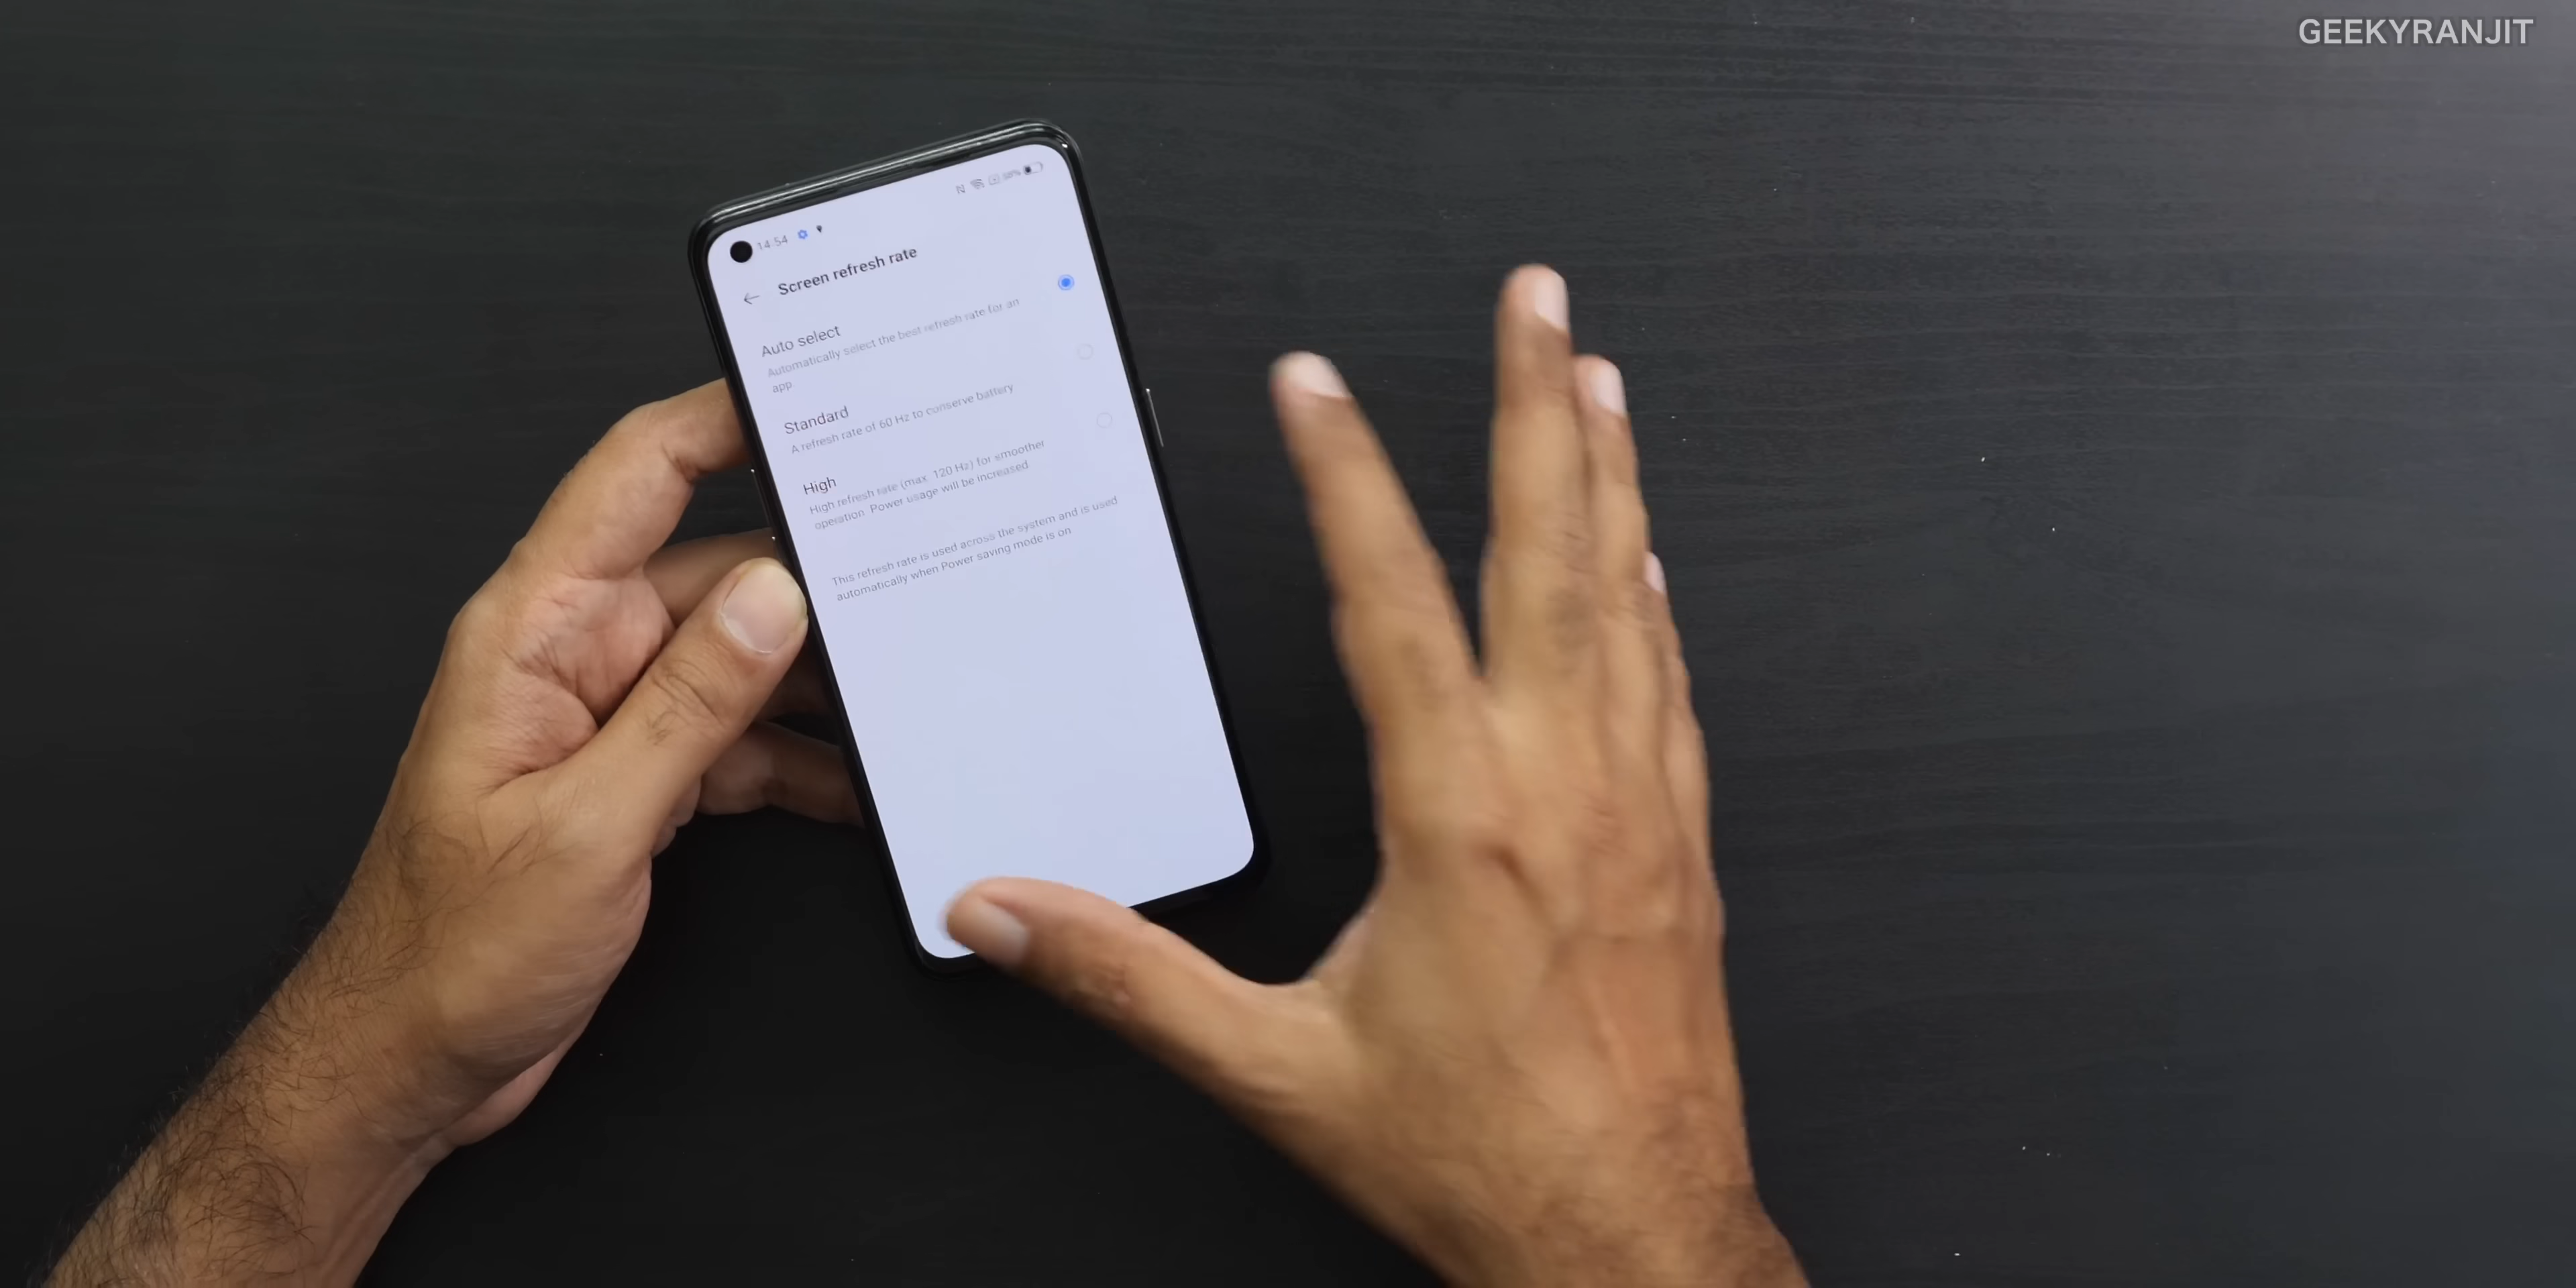 GEEKYRANJIT
14:54
Screen refresh rate
Auto select
Automatically select the best refresh rate for an
app
Standard
A refresh rate of 60 Hz to conserve battery
High
High refresh rate (max. 120 Hz) for smoother
operation. Power usage will be increased
This refresh rate is used across the system and is used
automatically when Power saving mode is on